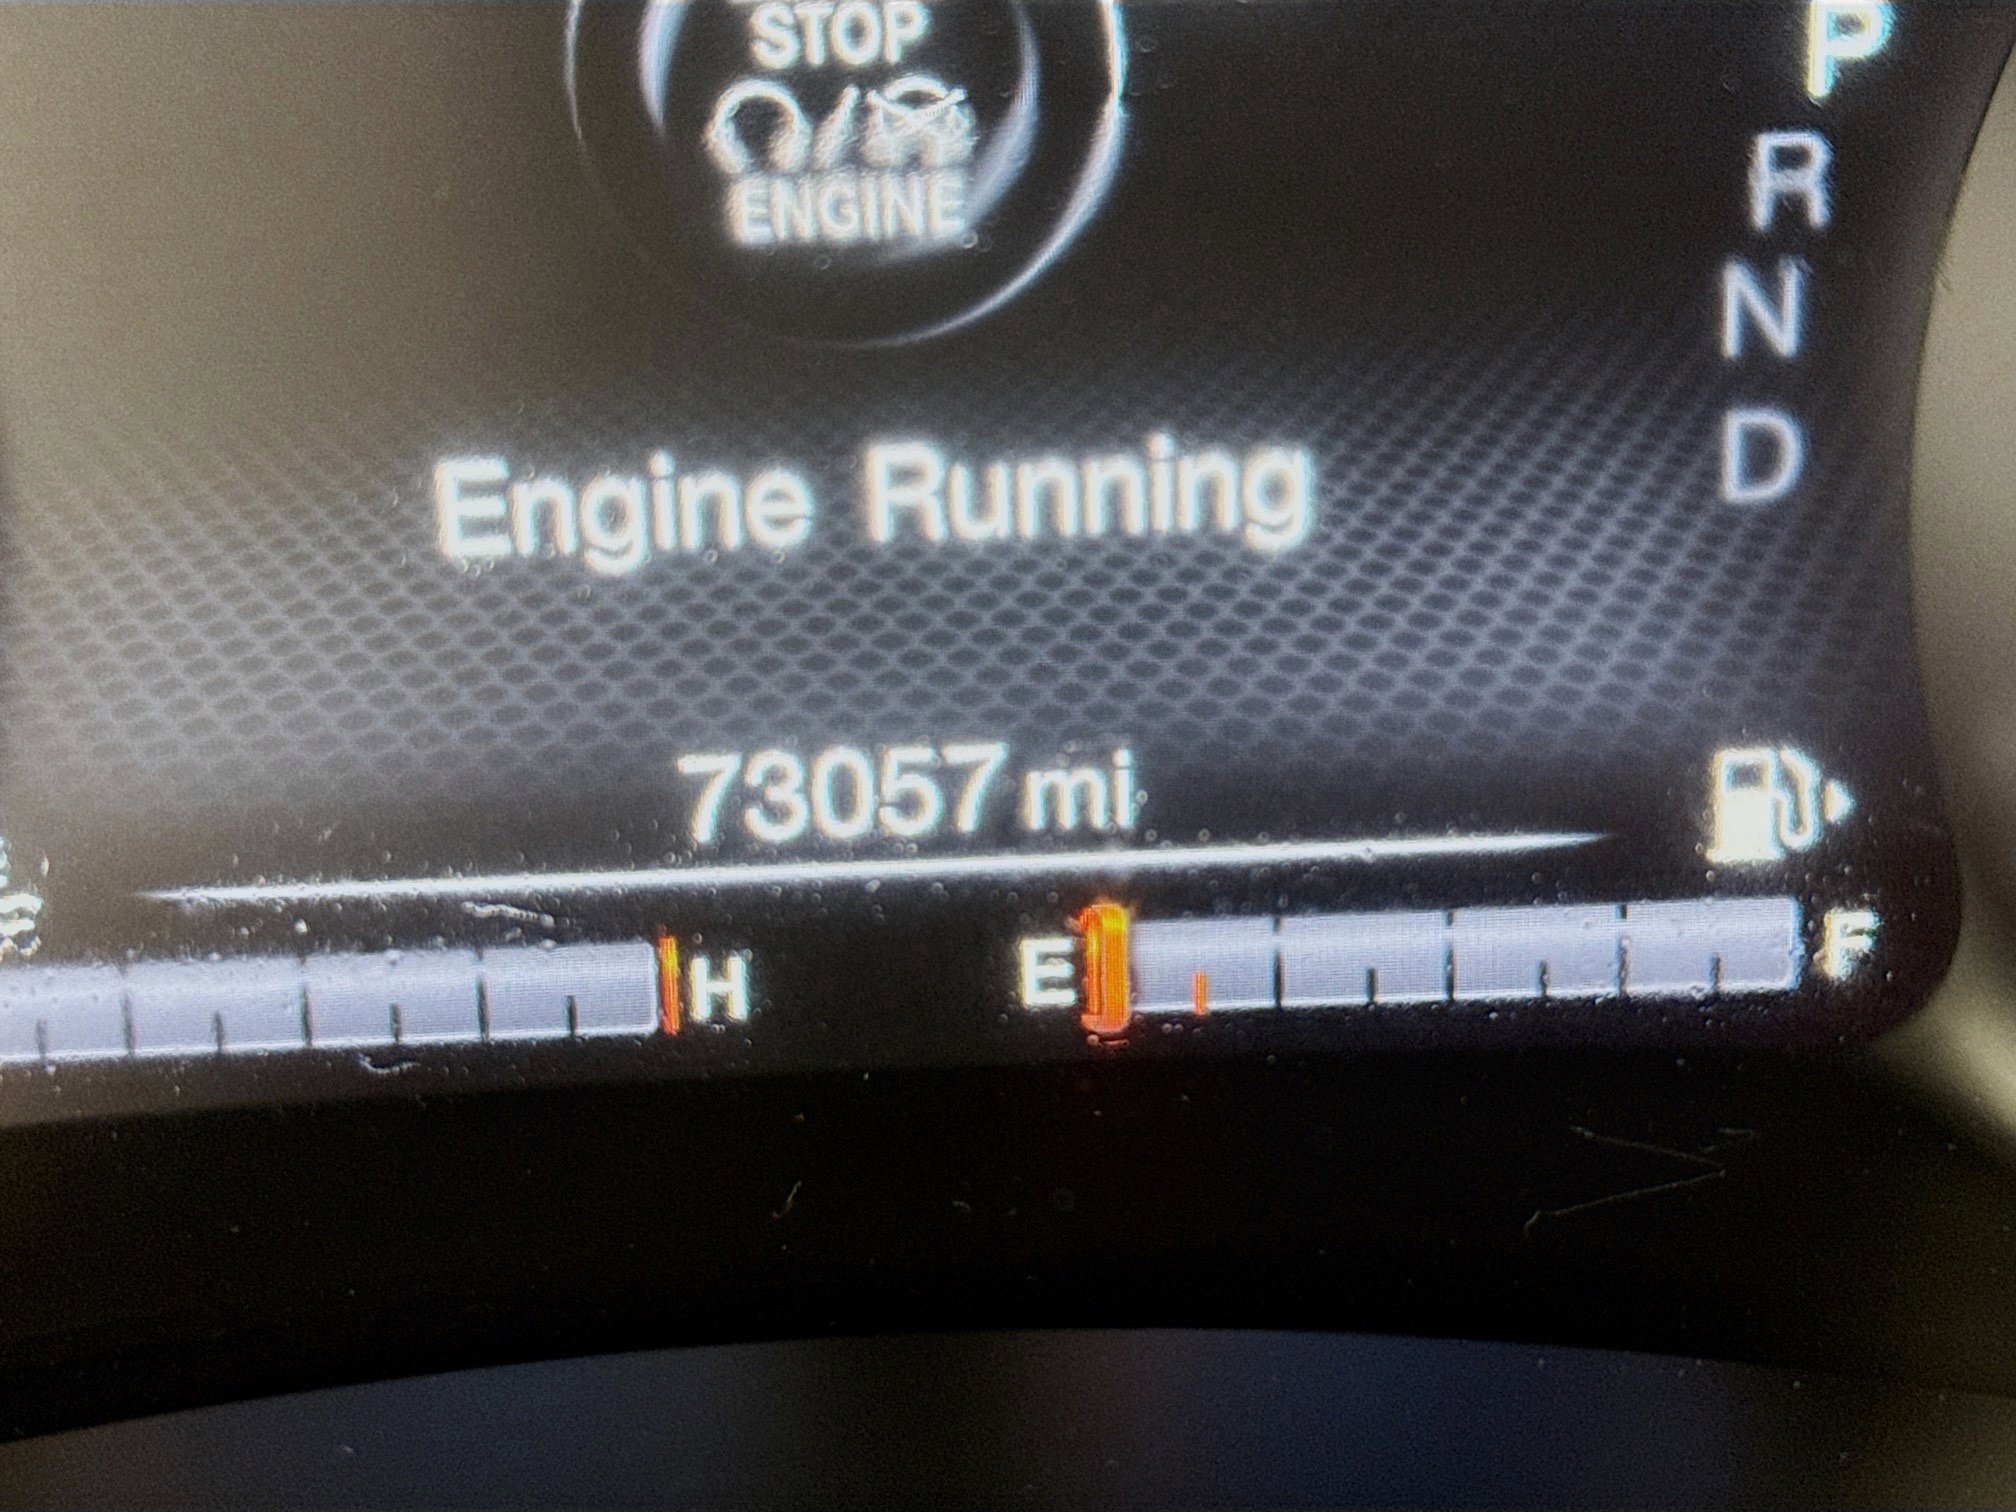 STOP
ENGINE
P
R
N
D
Engine Running
73057 mi
H
E
F